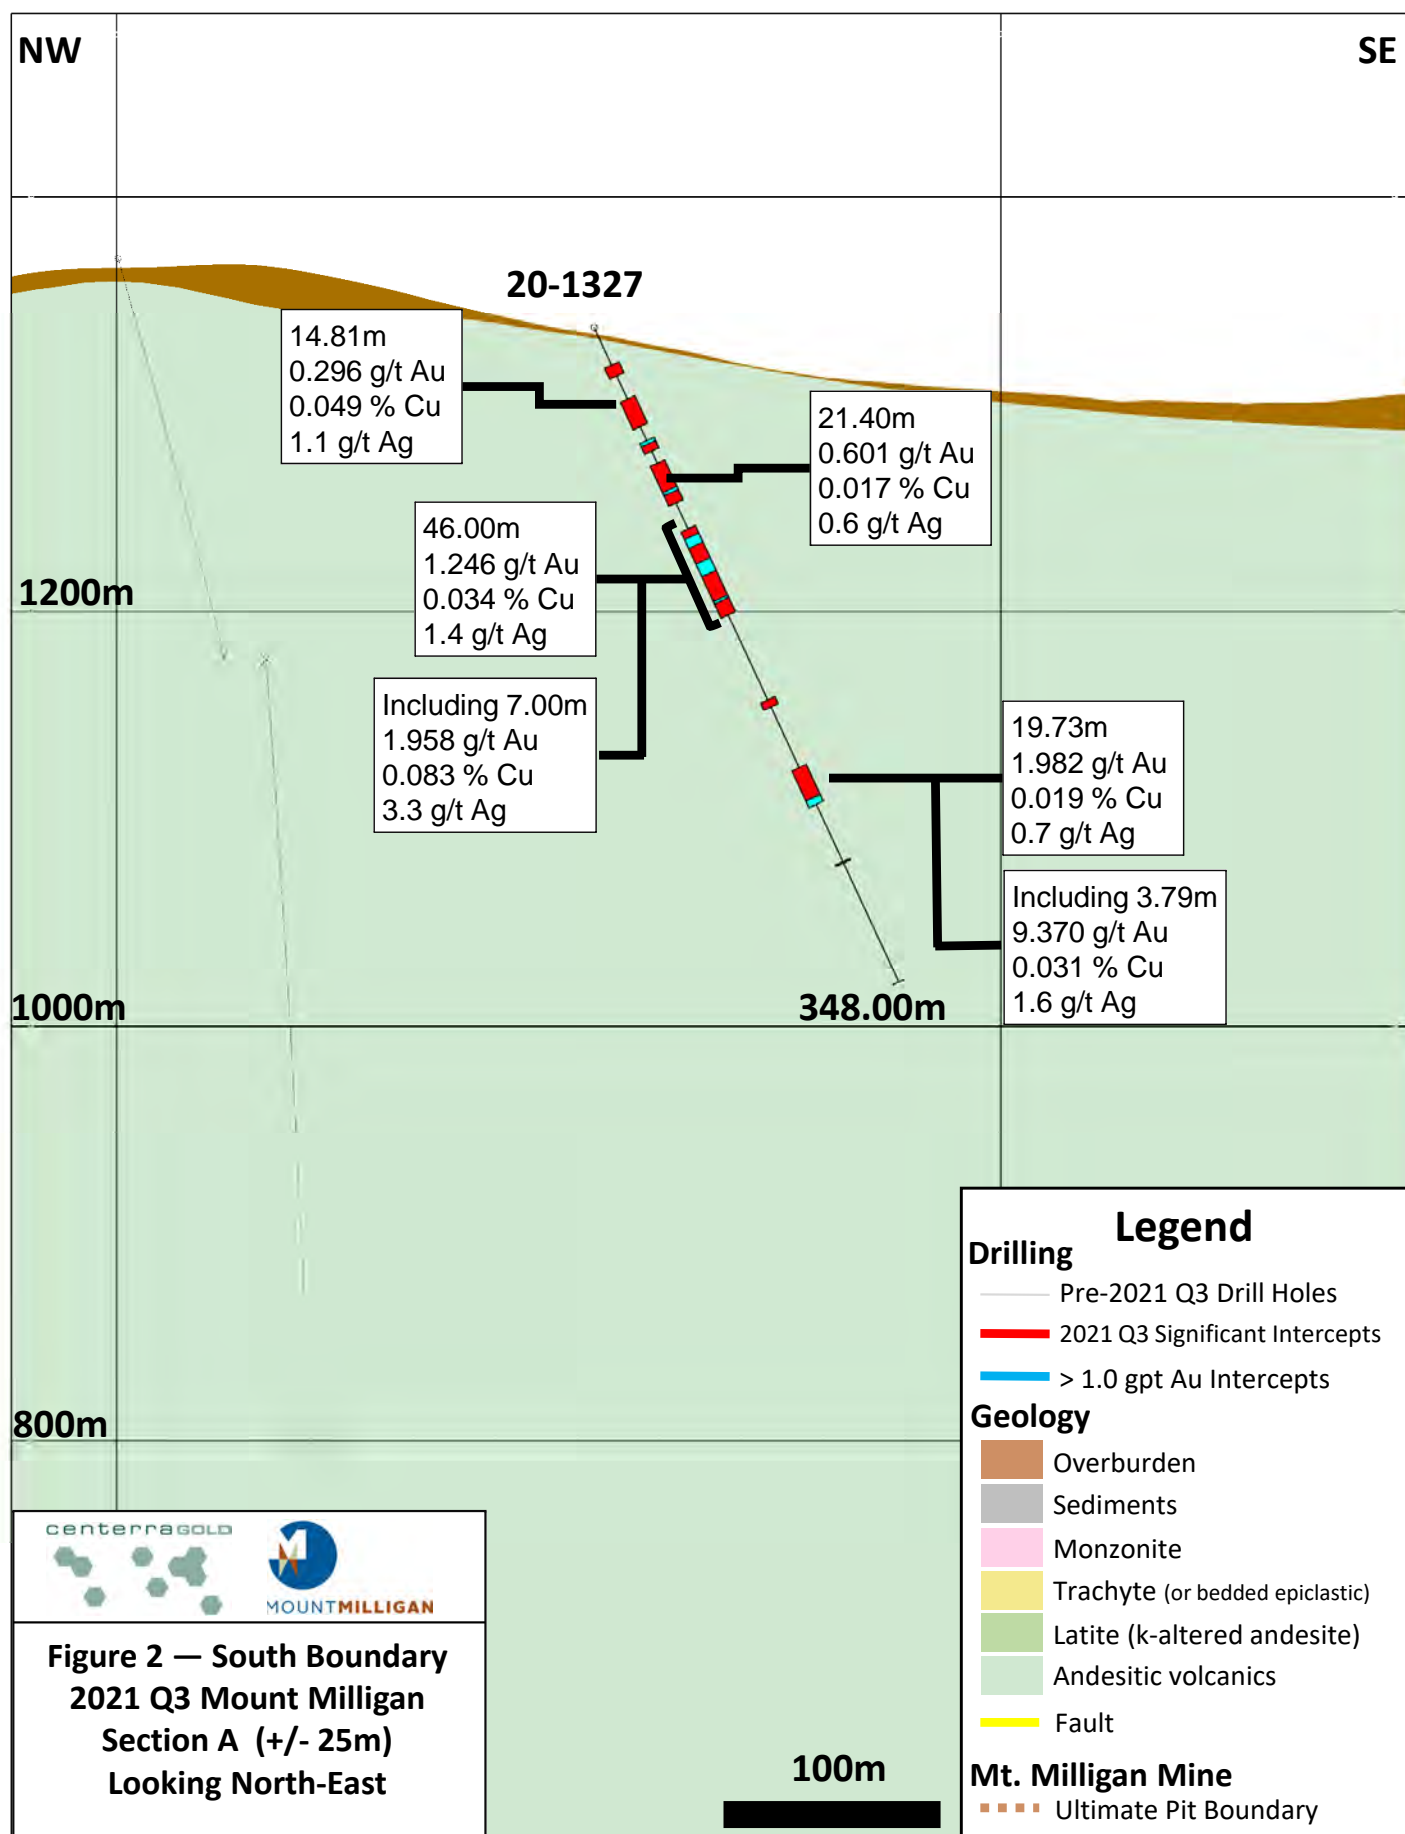 NW
SE
20-1327
14.81m
0.296 g/t Au
0.049 % Cu
1.1 g/t Ag
21.40m
0.601 g/t Au
0.017 % Cu
0.6 g/t Ag
46.00m
1.246 g/t Au
0.034 % Cu
1.4 g/t Ag
1200m
Including 7.00m
1.958 g/t Au
0.083 % Cu
3.3 g/t Ag
19.73m
1.982 g/t Au
0.019 % Cu
0.7 g/t Ag
Including 3.79m
9.370 g/t Au
0.031 % Cu
1.6 g/t Ag
1000m
348.00m
800m
Legend
Drilling
Pre-2021 Q3 Drill Holes
2021 Q3 Significant Intercepts
> 1.0 gpt Au Intercepts
Geology
Overburden
Sediments
Monzonite
Trachyte (or bedded epiclastic)
Latite (k-altered andesite)
Andesitic volcanics
Fault
Mt. Milligan Mine
Ultimate Pit Boundary
centerraGOLD
MOUNTMILLIGAN
Figure 2 — South Boundary
2021 Q3 Mount Milligan
Section A (+/- 25m)
Looking North-East
100m